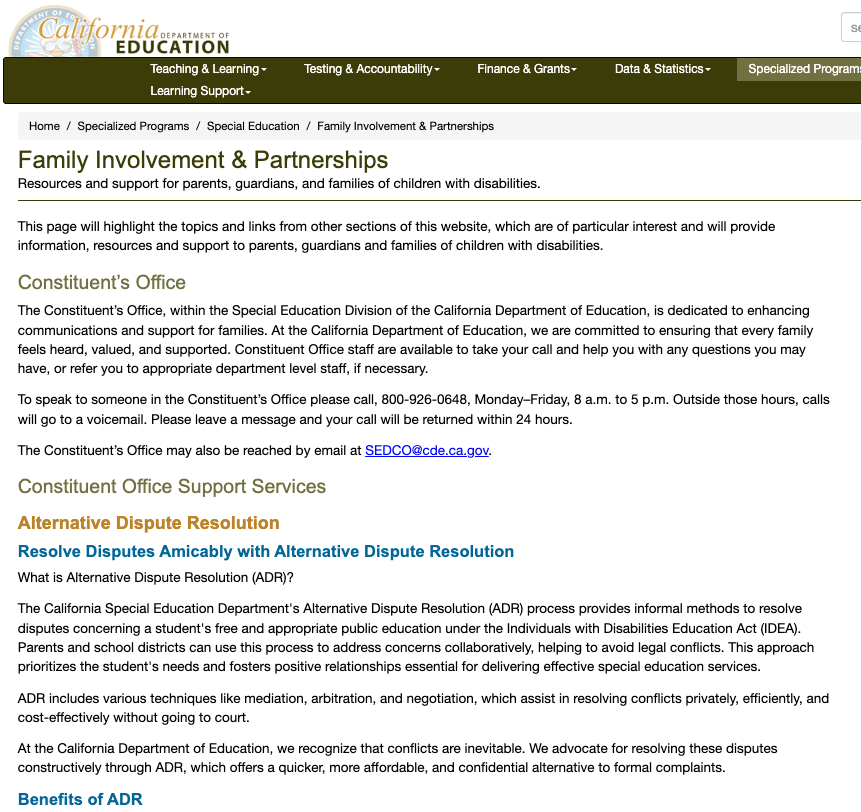 California DEPARTMENT OF
EDUCATION
se
Teaching & Learning Testing & Accountability Finance & Grants Data & Statistics Specialized Programs
Learning Support
Home / Specialized Programs / Special Education / Family Involvement & Partnerships
Family Involvement & Partnerships
Resources and support for parents, guardians, and families of children with disabilities.
This page will highlight the topics and links from other sections of this website, which are of particular interest and will provide
information, resources and support to parents, guardians and families of children with disabilities.
Constituent’s Office
The Constituent’s Office, within the Special Education Division of the California Department of Education, is dedicated to enhancing
communications and support for families. At the California Department of Education, we are committed to ensuring that every family
feels heard, valued, and supported. Constituent Office staff are available to take your call and help you with any questions you may
have, or refer you to appropriate department level staff, if necessary.
To speak to someone in the Constituent’s Office please call, 800-926-0648, Monday–Friday, 8 a.m. to 5 p.m. Outside those hours, calls
will go to a voicemail. Please leave a message and your call will be returned within 24 hours.
The Constituent’s Office may also be reached by email at SEDCO@cde.ca.gov.
Constituent Office Support Services
Alternative Dispute Resolution
Resolve Disputes Amicably with Alternative Dispute Resolution
What is Alternative Dispute Resolution (ADR)?
The California Special Education Department's Alternative Dispute Resolution (ADR) process provides informal methods to resolve
disputes concerning a student's free and appropriate public education under the Individuals with Disabilities Education Act (IDEA).
Parents and school districts can use this process to address concerns collaboratively, helping to avoid legal conflicts. This approach
prioritizes the student's needs and fosters positive relationships essential for delivering effective special education services.
ADR includes various techniques like mediation, arbitration, and negotiation, which assist in resolving conflicts privately, efficiently, and
cost-effectively without going to court.
At the California Department of Education, we recognize that conflicts are inevitable. We advocate for resolving these disputes
constructively through ADR, which offers a quicker, more affordable, and confidential alternative to formal complaints.
Benefits of ADR